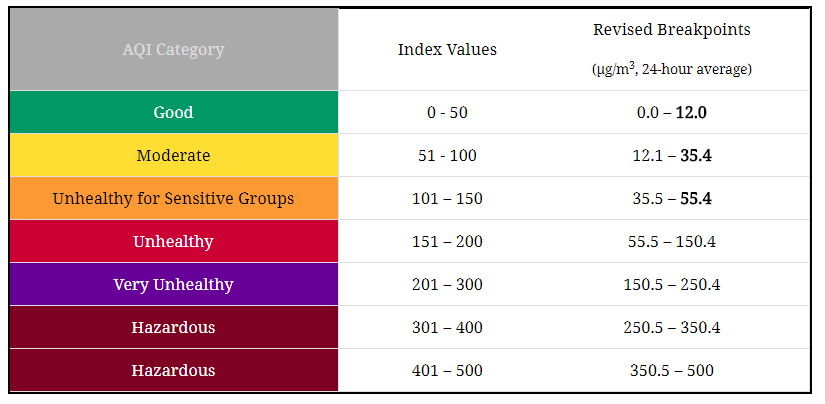 AQI Category Index Values Revised Breakpoints
(µg/m³, 24-hour average)
Good 0 - 50 0.0 – 12.0
Moderate 51 - 100 12.1 – 35.4
Unhealthy for Sensitive Groups 101 – 150 35.5 – 55.4
Unhealthy 151 – 200 55.5 – 150.4
Very Unhealthy 201 – 300 150.5 – 250.4
Hazardous 301 – 400 250.5 – 350.4
Hazardous 401 – 500 350.5 – 500